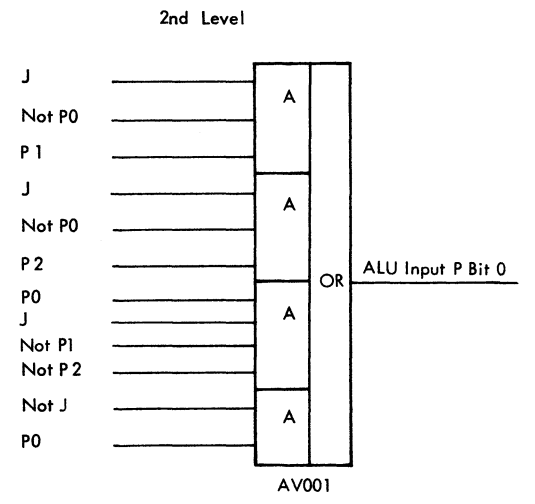 2nd Level
J
A
Not P0
P 1
J
A
Not P0
P 2
OR
ALU Input P Bit 0
P0
J
A
Not P1
Not P 2
Not J
A
P0
AV001